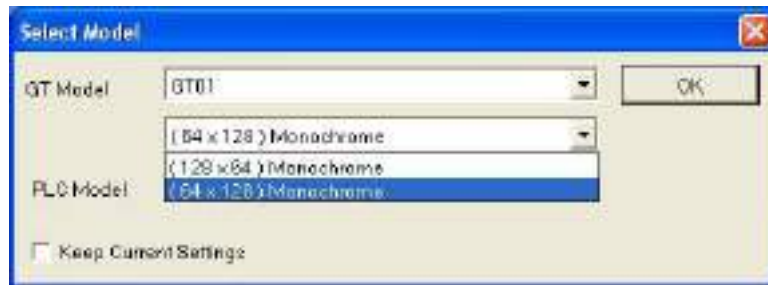 Select Model
GT Model
GT01
OK
( 64 x 128 ) Monochrome
( 128 x 64 ) Monochrome
( 64 x 128 ) Monochrome
PLC Model
Keep Current Settings